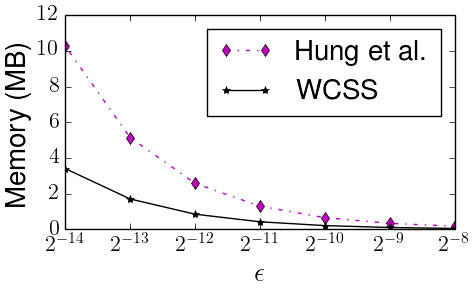 12
10
8
6
4
2
0
Memory (MB)
Hung et al.
WCSS
2^{-14} 2^{-13} 2^{-12} 2^{-11} 2^{-10} 2^{-9} 2^{-8}
ϵ